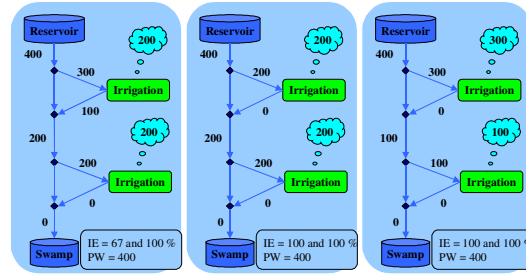 Reservoir
200
400
300
Irrigation
100
200
200
200
Irrigation
0
0
Swamp
IE = 67 and 100 %
PW = 400
Reservoir
200
400
200
Irrigation
0
200
200
200
Irrigation
0
0
Swamp
IE = 100 and 100 %
PW = 400
Reservoir
300
400
300
Irrigation
0
100
100
100
Irrigation
0
0
Swamp
IE = 100 and 100 %
PW = 400